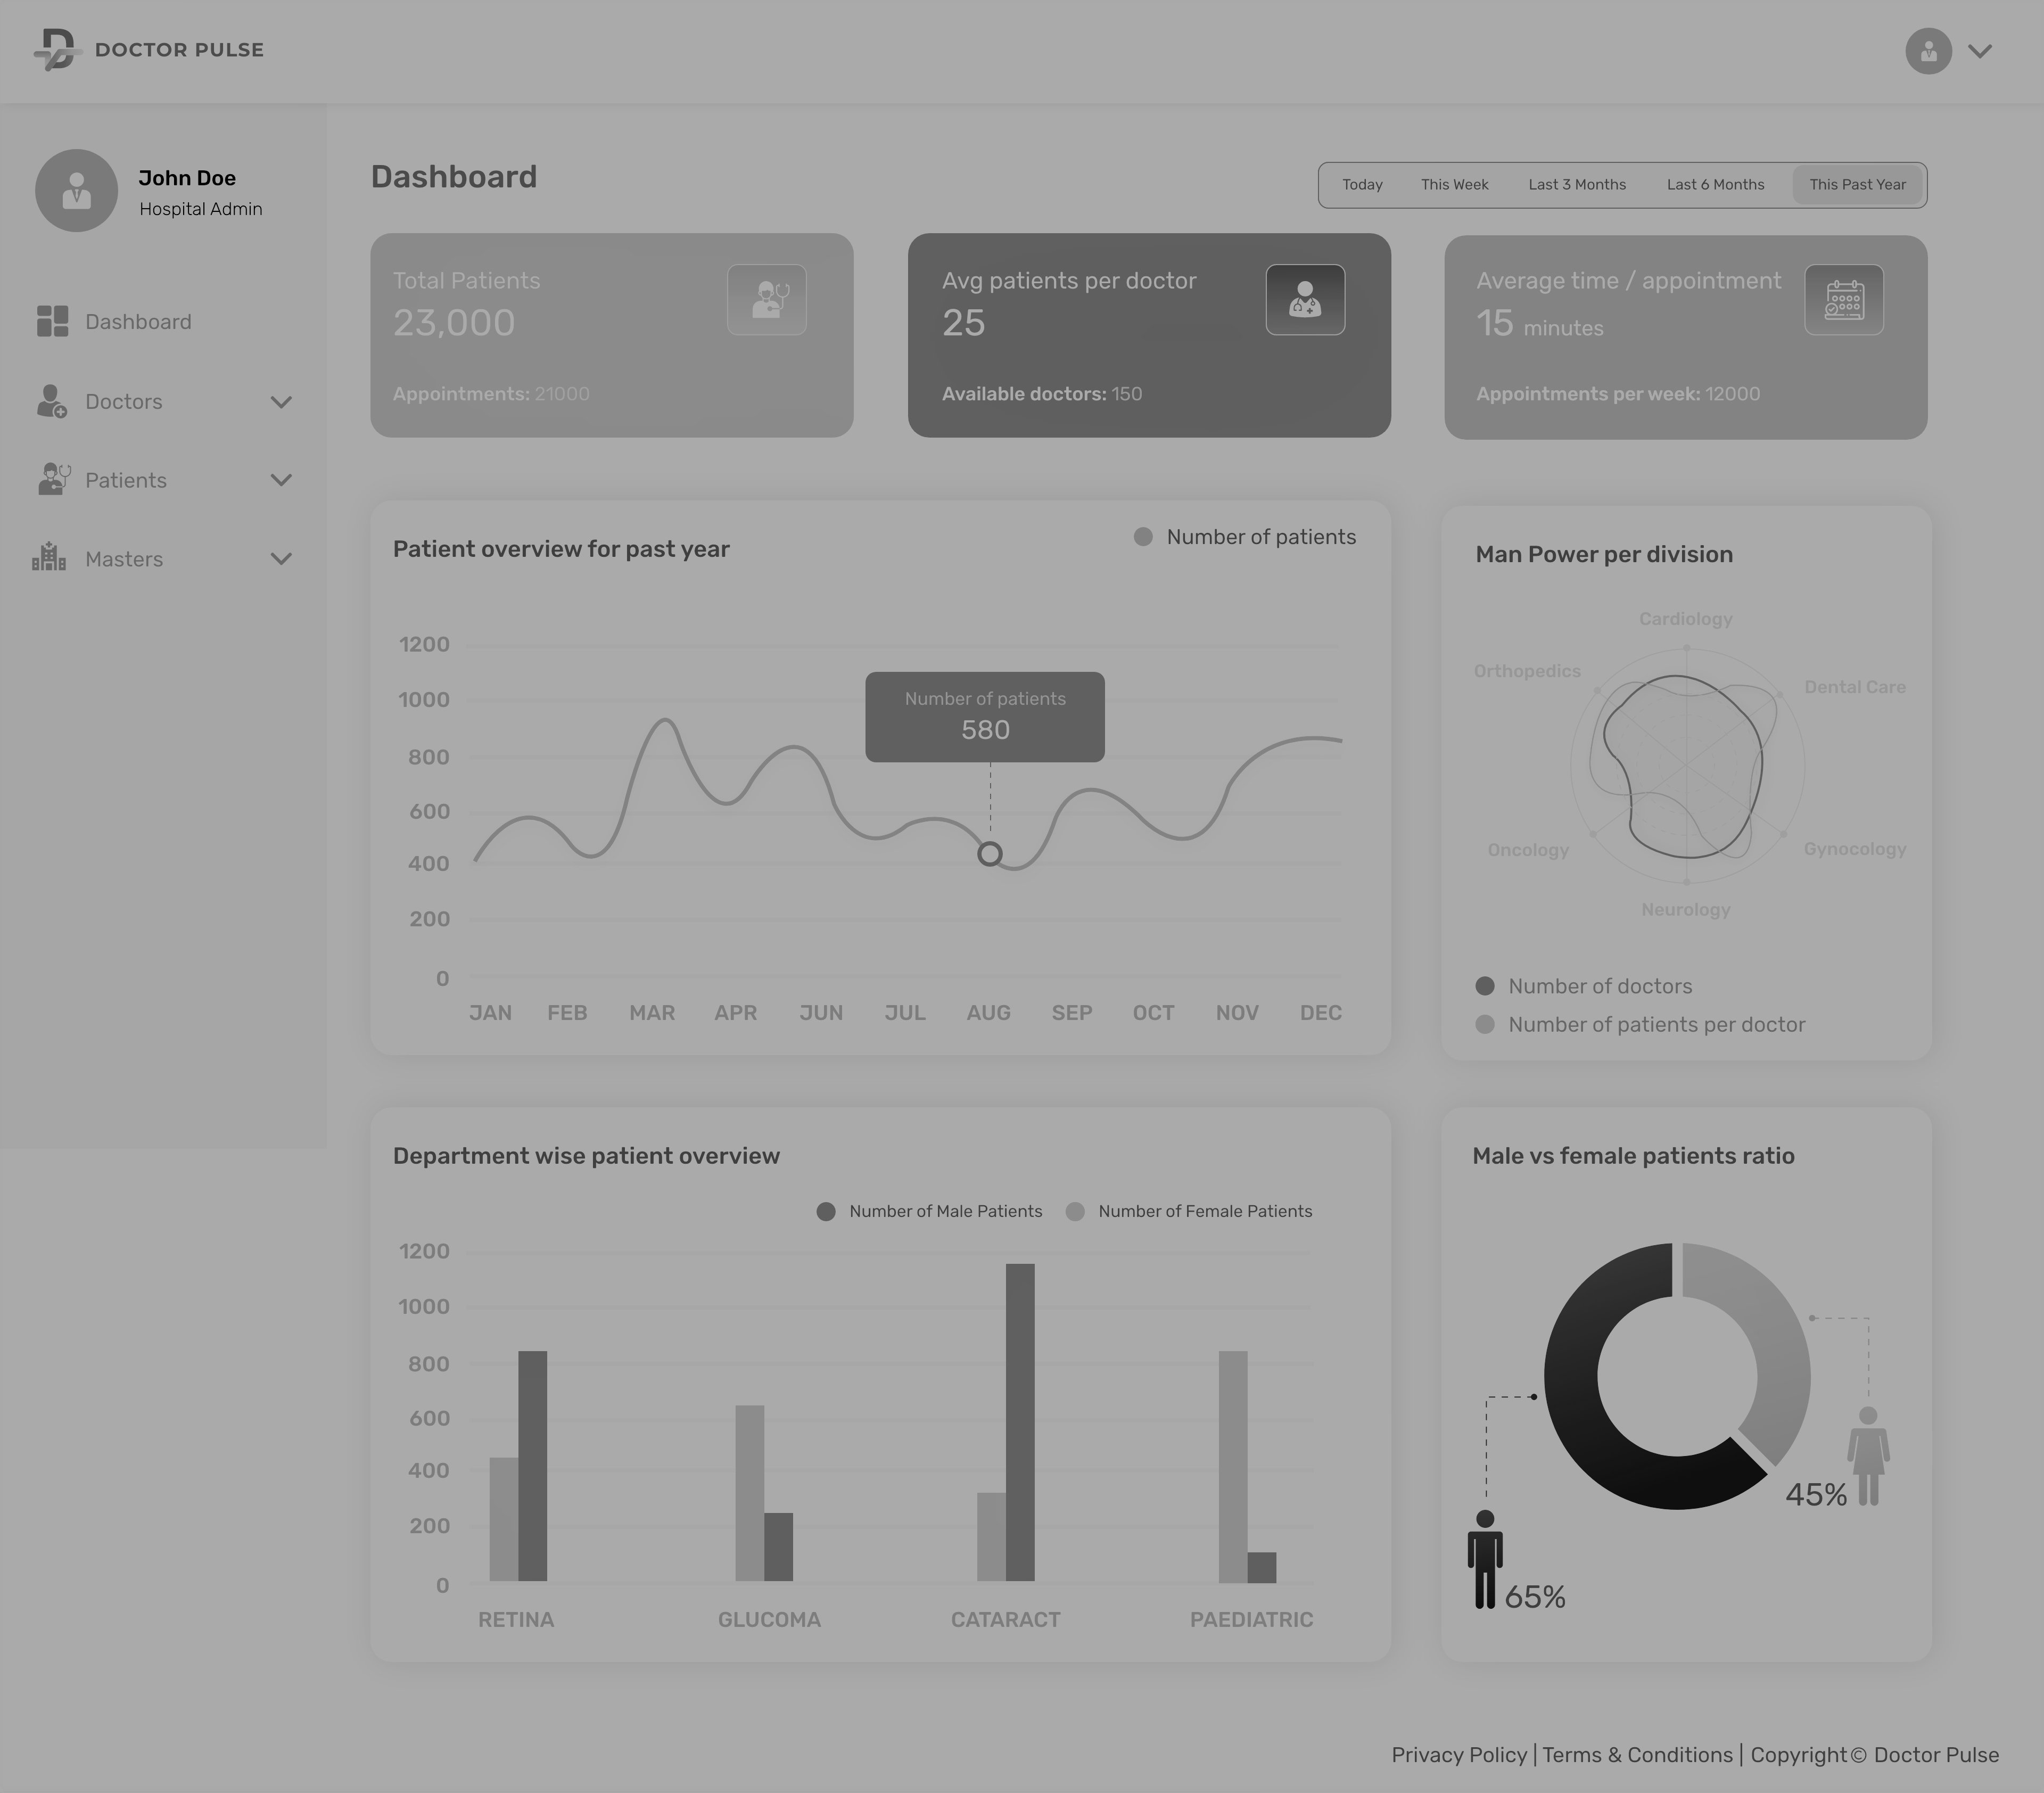 DOCTOR PULSE
John Doe
Hospital Admin
Dashboard
Doctors
Patients
Masters
Dashboard
Today This Week Last 3 Months Last 6 Months This Past Year
Total Patients
23,000
Appointments: 21000
Avg patients per doctor
25
Available doctors: 150
Average time / appointment
15 minutes
Appointments per week: 12000
Patient overview for past year
Number of patients
1200
1000
800
600
400
200
0
Number of patients
580
JAN FEB MAR APR JUN JUL AUG SEP OCT NOV DEC
Man Power per division
Cardiology
Orthopedics
Dental Care
Oncology
Gynocology
Neurology
Number of doctors
Number of patients per doctor
Department wise patient overview
Number of Male Patients Number of Female Patients
1200
1000
800
600
400
200
0
RETINA GLUCOMA CATARACT PAEDIATRIC
Male vs female patients ratio
45%
65%
Privacy Policy | Terms & Conditions | Copyright© Doctor Pulse